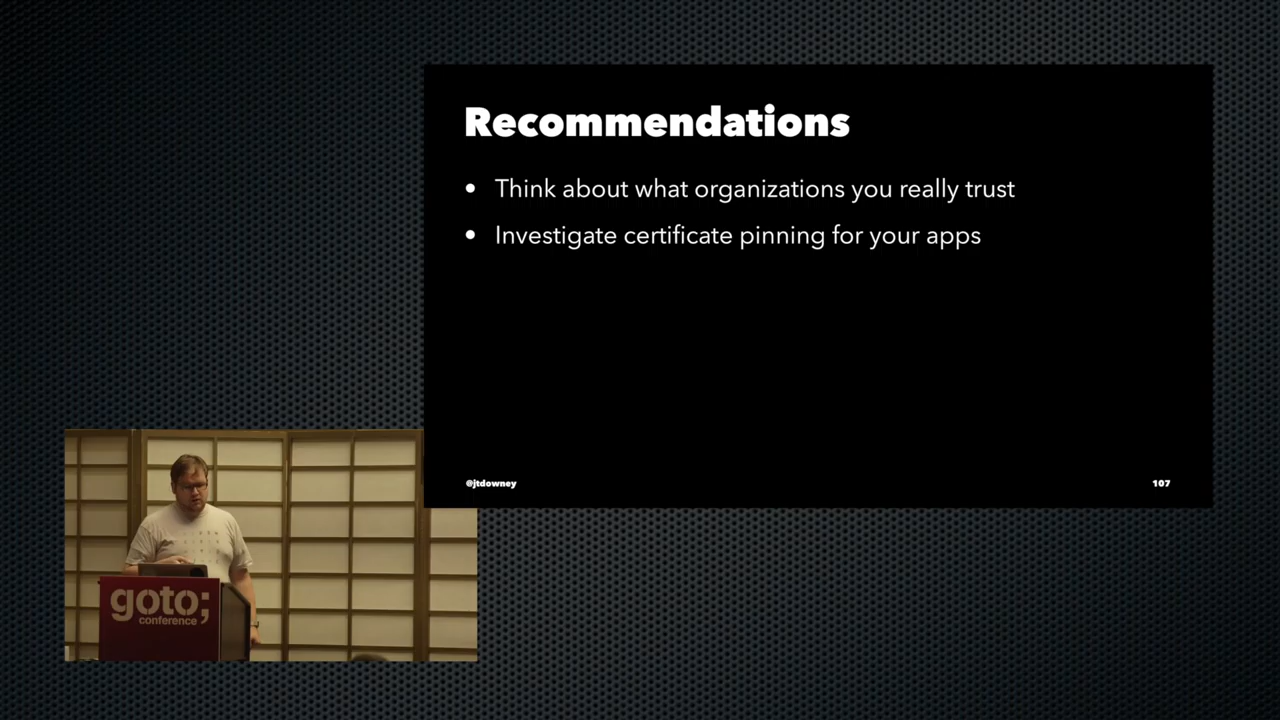 Recommendations
• Think about what organizations you really trust
• Investigate certificate pinning for your apps
@jtdowney
107
goto;
conference